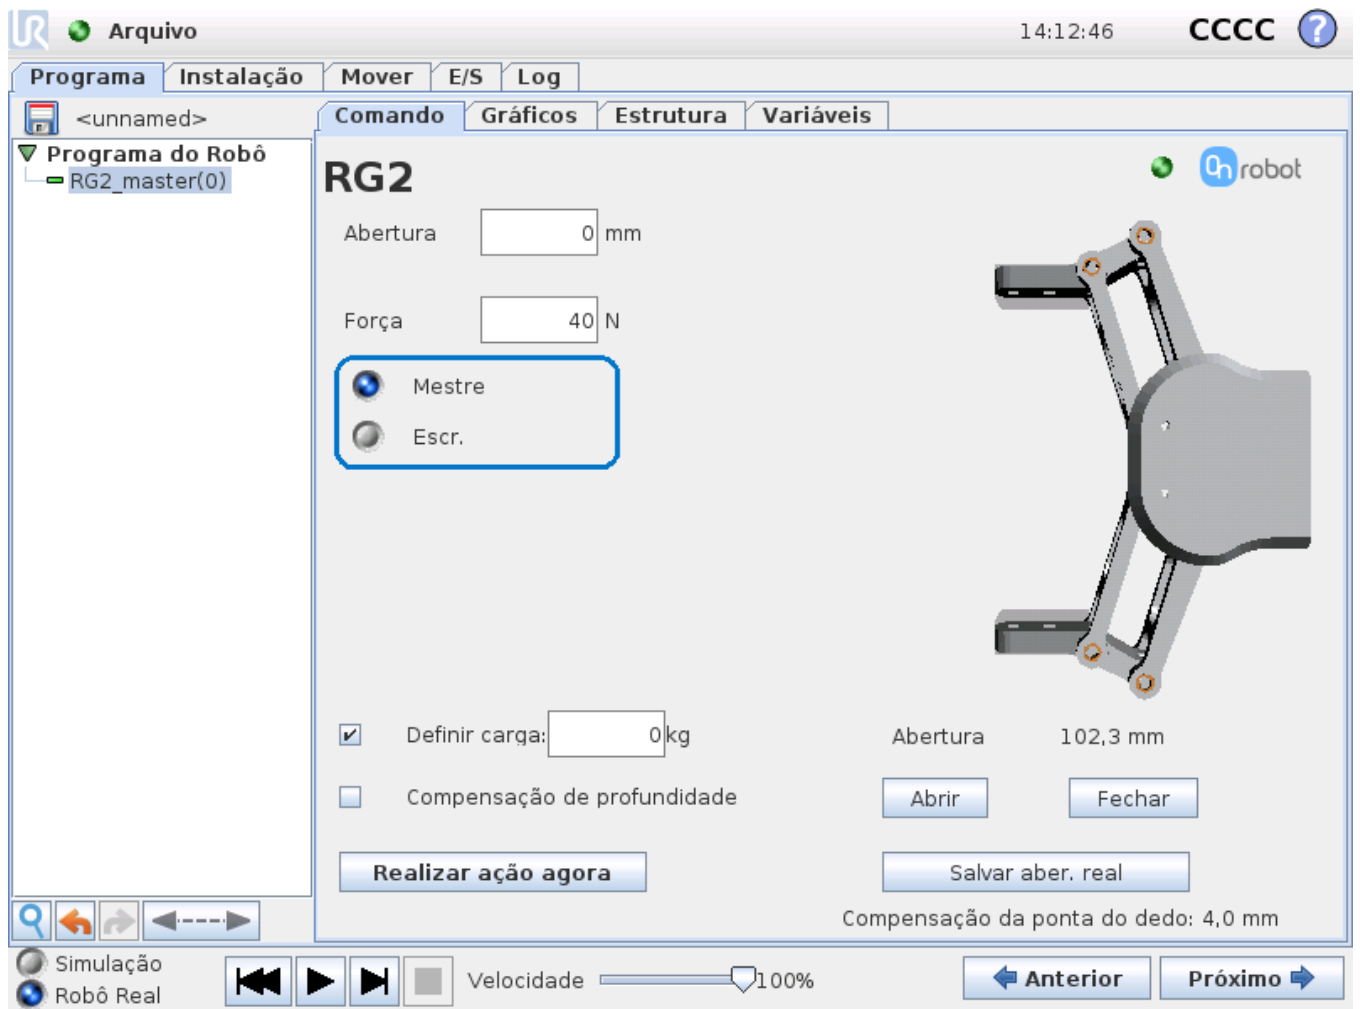 UR Arquivo 14:12:46 CCCC ?
Programa Instalação Mover E/S Log
<unnamed> Comando Gráficos Estrutura Variáveis
Programa do Robô
RG2_master(0)
RG2 On robot
Abertura 0 mm
Força 40 N
Mestre
Escr.
Definir carga: 0 kg Abertura 102,3 mm
Compensação de profundidade Abrir Fechar
Realizar ação agora Salvar aber. real
Compensação da ponta do dedo: 4,0 mm
Simulação
Robô Real Velocidade 100% Anterior Próximo